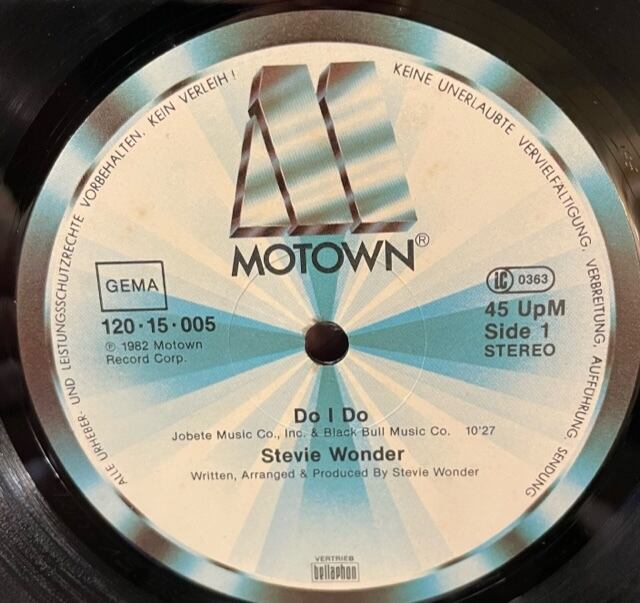 ALLE URHEBER- UND LEISTUNGSSCHUTZRECHTE VORBEHALTEN. KEIN VERLEIH!
KEINE UNERLAUBTE VERVIELFÄLTIGUNG, VERBREITUNG, AUFFÜHRUNG, SENDUNG
MOTOWN®
GEMA
120·15·005
℗ 1982 Motown
Record Corp.
LC 0363
45 UpM
Side 1
STEREO
Do I Do
Jobete Music Co., Inc. & Black Bull Music Co. 10'27
Stevie Wonder
Written, Arranged & Produced By Stevie Wonder
VERTRIEB
bellaphon